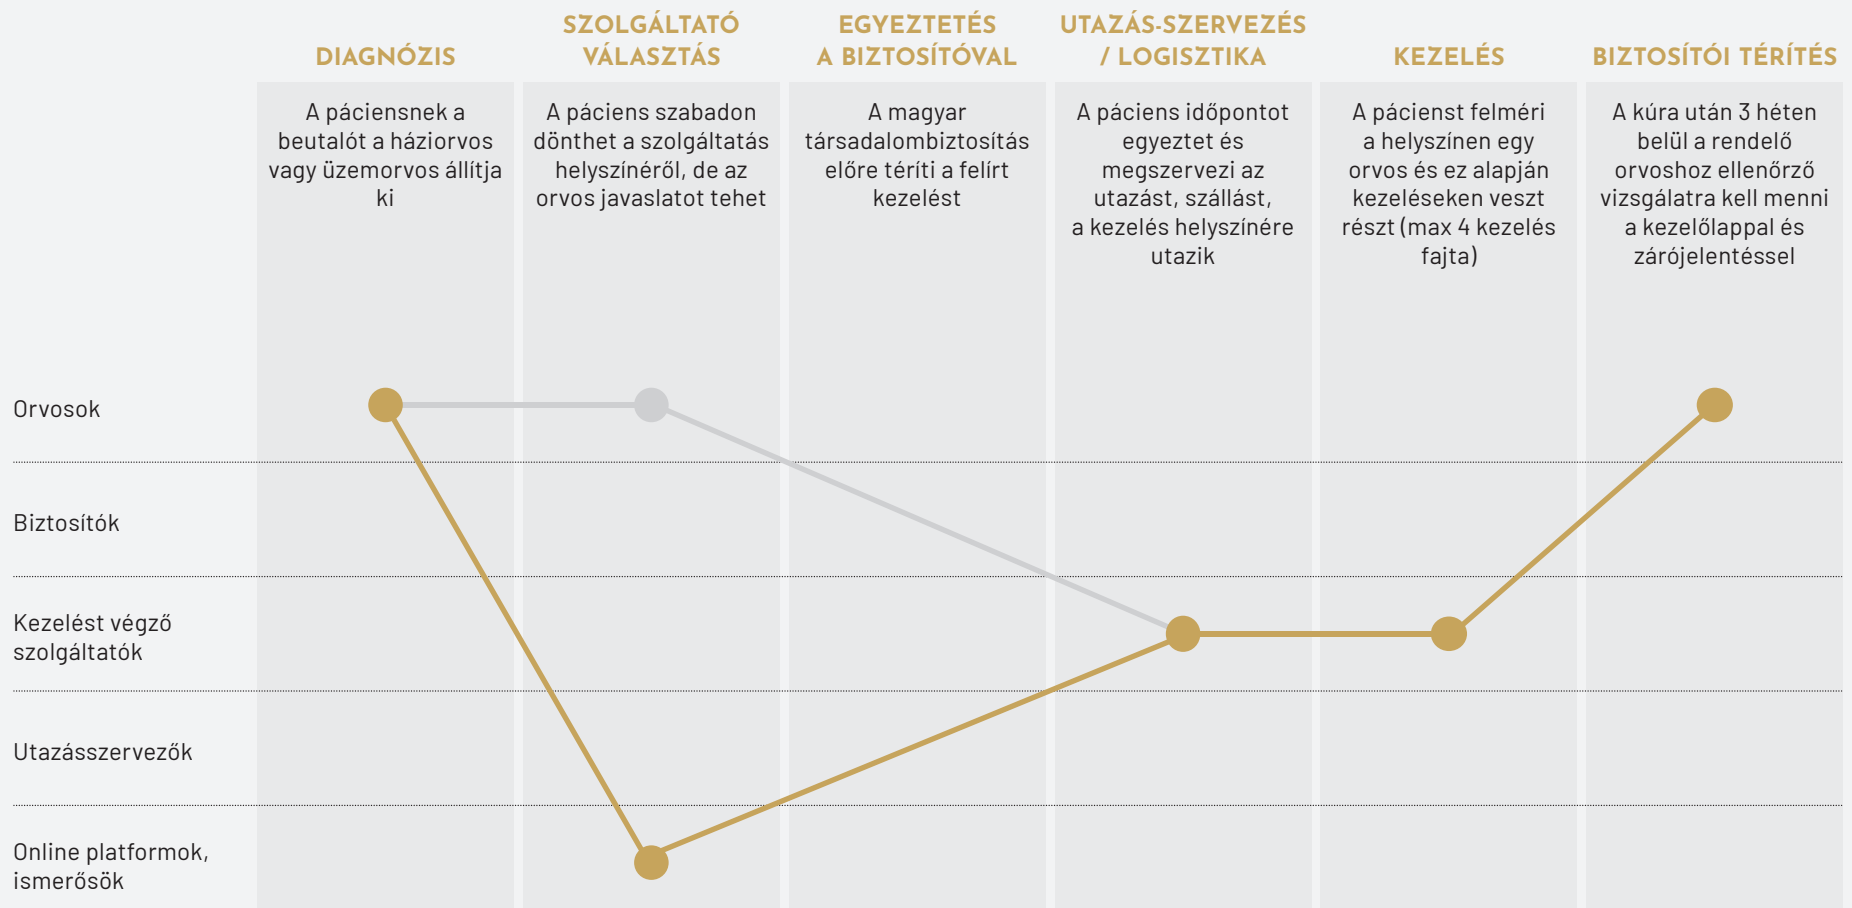 DIAGNÓZIS
SZOLGÁLTATÓ
VÁLASZTÁS
EGYEZTETÉS
A BIZTOSÍTÓVAL
UTAZÁS-SZERVEZÉS
/ LOGISZTIKA
KEZELÉS
BIZTOSÍTÓI TÉRÍTÉS
A páciensnek a
beutalót a háziorvos
vagy üzemorvos állítja
ki
A páciens szabadon
dönthet a szolgáltatás
helyszínéről, de az
orvos javaslatot tehet
A magyar
társadalombiztosítás
előre téríti a felírt
kezelést
A páciens időpontot
egyeztet és
megszervezi az
utazást, szállást,
a kezelés helyszínére
utazik
A pácienst felméri
a helyszínen egy
orvos és ez alapján
kezeléseken veszt
részt (max 4 kezelés
fajta)
A kúra után 3 héten
belül a rendelő
orvoshoz ellenőrző
vizsgálatra kell menni
a kezelőlappal és
zárójelentéssel
Orvosok
Biztosítók
Kezelést végző
szolgáltatók
Utazásszervezők
Online platformok,
ismerősök